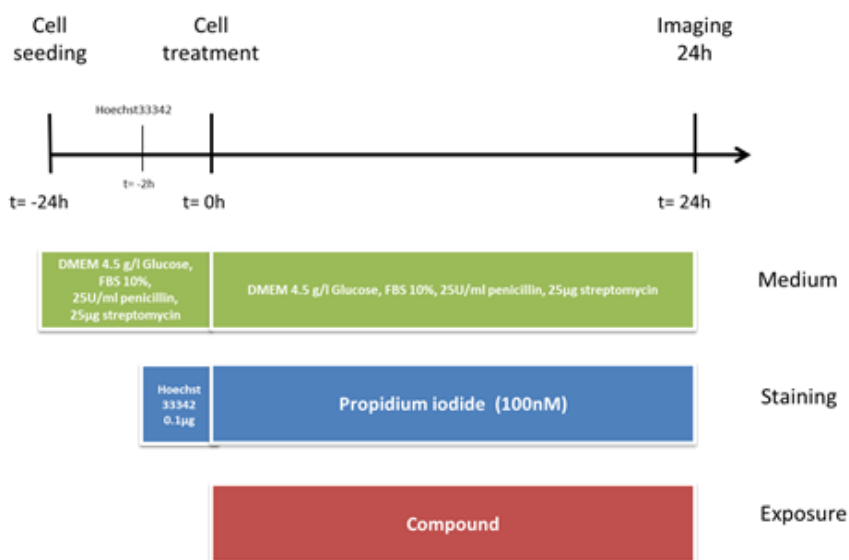 Cell
seeding
Cell
treatment
Imaging
24h
Hoechst33342
t= -2h
t= -24h
t= 0h
t= 24h
DMEM 4.5 g/l Glucose,
FBS 10%,
25U/ml penicillin,
25µg streptomycin
DMEM 4.5 g/l Glucose, FBS 10%, 25U/ml penicillin, 25µg streptomycin
Medium
Hoechst
33342
0.1µg
Propidium iodide (100nM)
Staining
Compound
Exposure